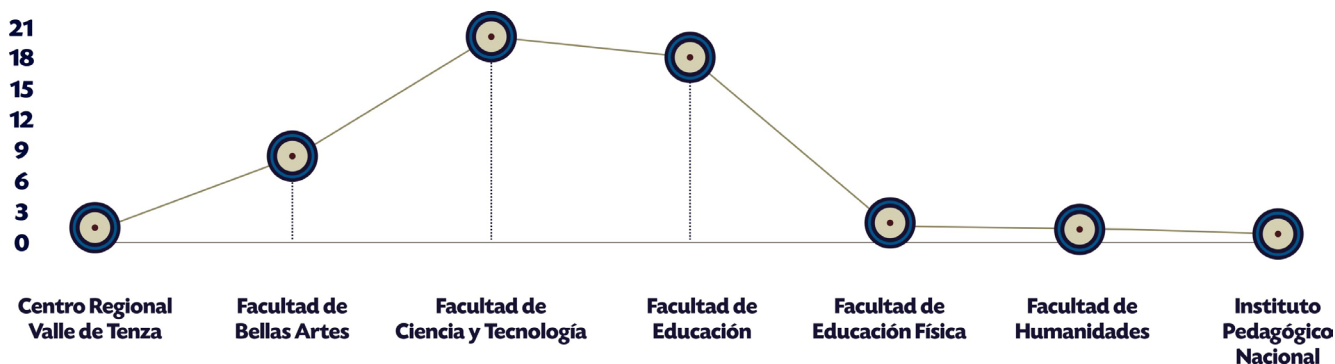 21
18
15
12
9
6
3
0
Centro Regional
Valle de Tenza
Facultad de
Bellas Artes
Facultad de
Ciencia y Tecnología
Facultad de
Educación
Facultad de
Educación Física
Facultad de
Humanidades
Instituto
Pedagógico
Nacional